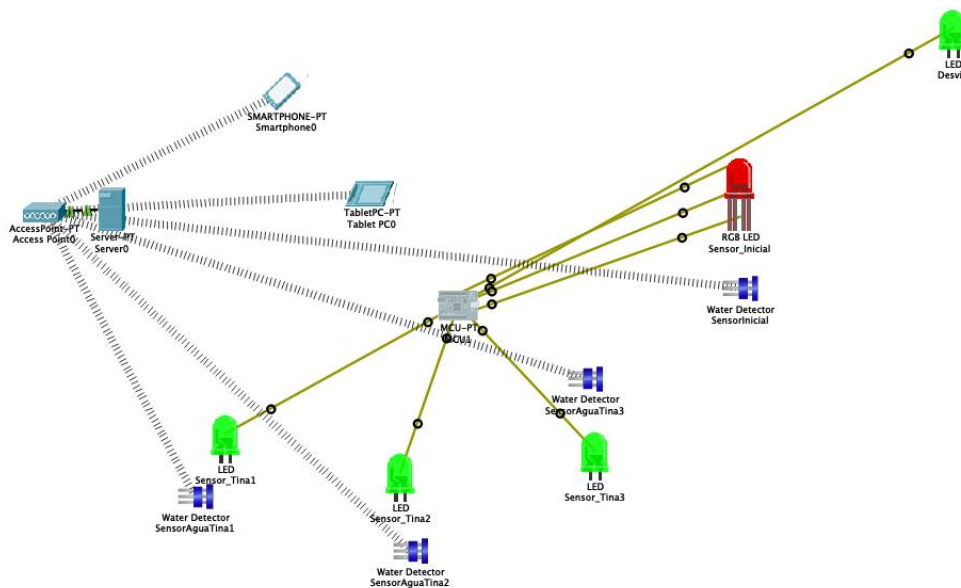 LED
Desvi
SMARTPHONE-PT
Smartphone0
TabletPC-PT
Tablet PC0
AccessPoint-PT
Access Point0
Server-PT
Server0
RGB LED
Sensor_Inicial
Water Detector
SensorInicial
MCU-PT
Water Detector
SensorAguaTina3
LED
Sensor_Tina1
LED
Sensor_Tina2
LED
Sensor_Tina3
Water Detector
SensorAguaTina1
Water Detector
SensorAguaTina2